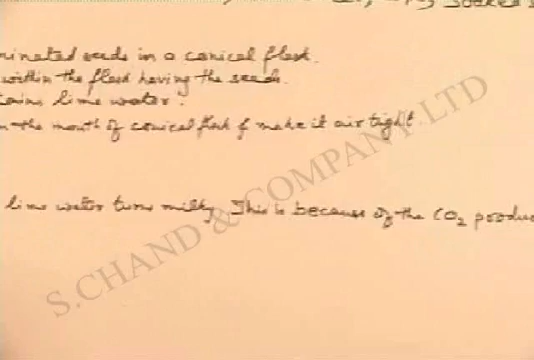 soaked s
minated seeds in a conical flask.
within the flask having the seeds.
tains lime water.
n the mouth of conical flask & make it air tight
lime water turns milky. This is because of the CO₂ produc
S.CHAND & COMPANY LTD